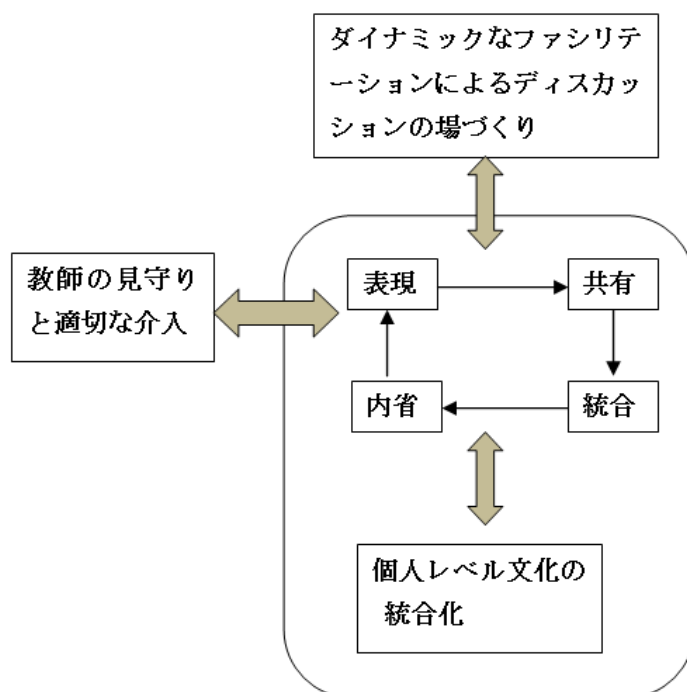 ダイナミックなファシリテ
ーションによるディスカッ
ションの場づくり
教師の見守り
と適切な介入
表現
共有
内省
統合
個人レベル文化の
統合化